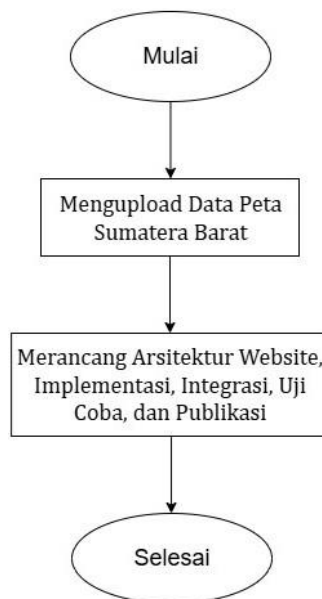 Mulai
Mengupload Data Peta
Sumatera Barat
Merancang Arsitektur Website,
Implementasi, Integrasi, Uji
Coba, dan Publikasi
Selesai